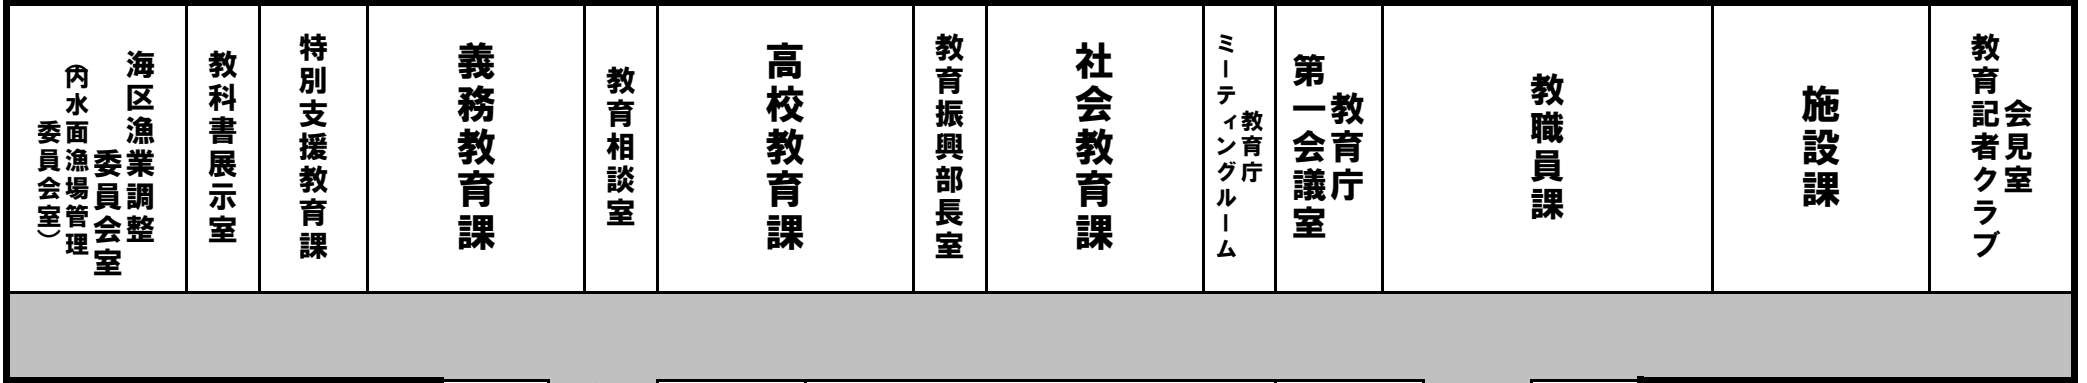 海区漁業調整
委員会室
（内水面漁場管理
委員会室）
教科書展示室
特別支援教育課
義務教育課
教育相談室
高校教育課
教育振興部長室
社会教育課
教育庁
ミーティングルーム
教育庁
第一会議室
教職員課
施設課
会見室
教育記者クラブ